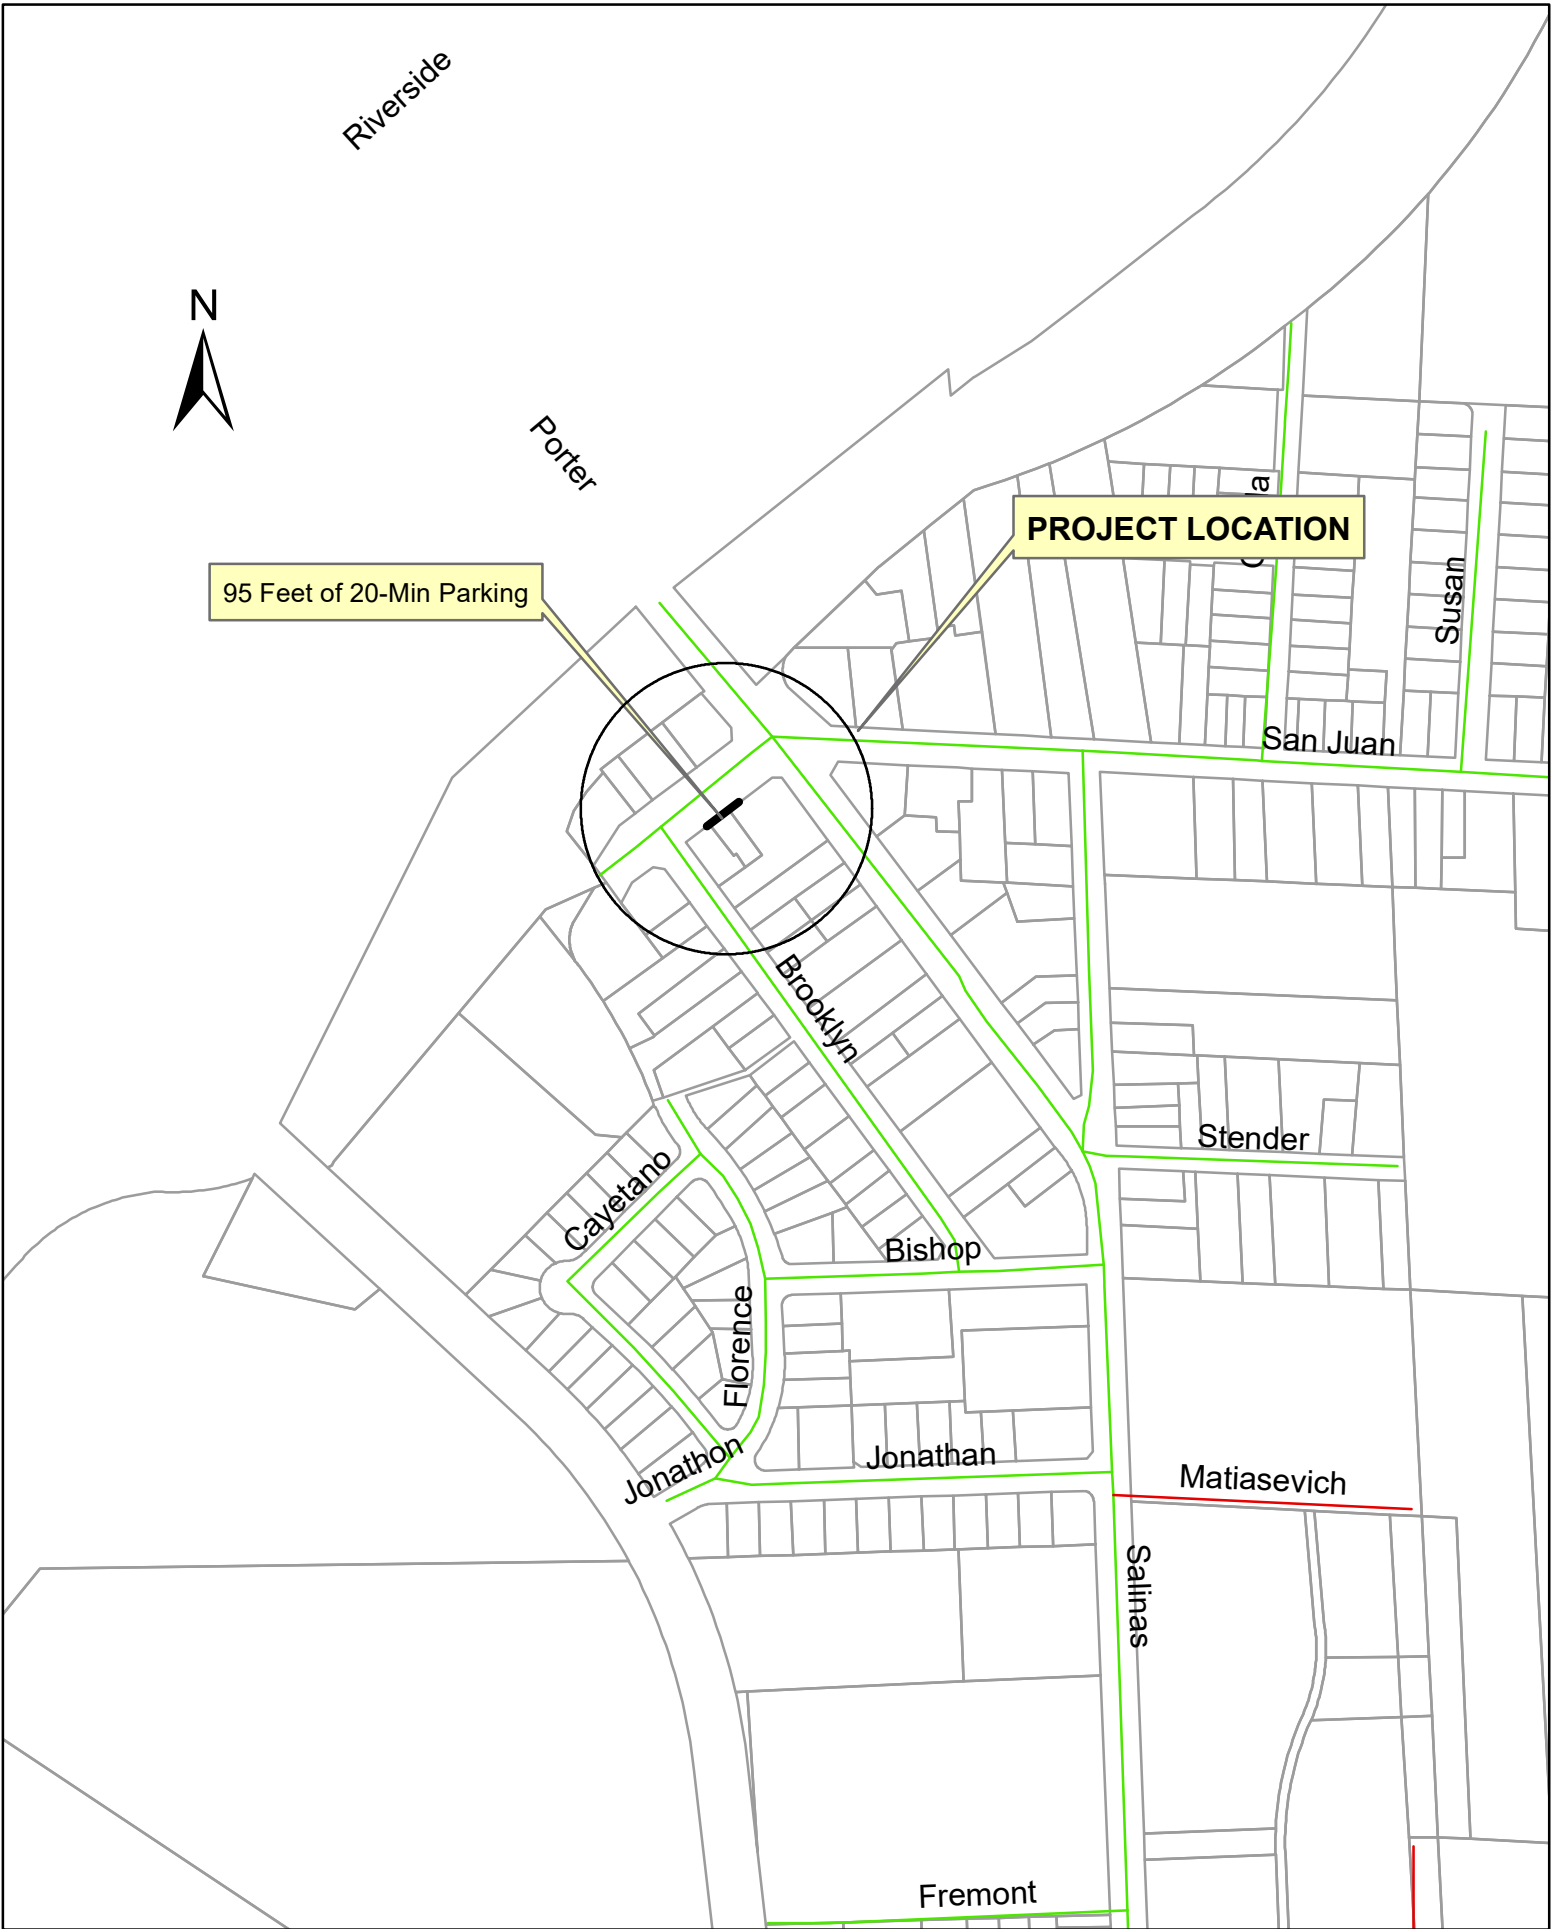 Riverside
N
Porter
PROJECT LOCATION
95 Feet of 20-Min Parking
Susan
San Juan
Brooklyn
Stender
Cayetano
Bishop
Florence
Jonathon
Jonathan
Matiasevich
Salinas
Fremont